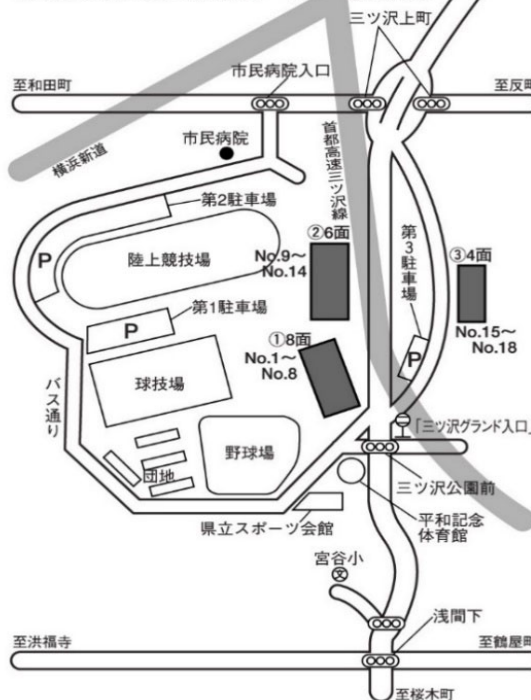 三ツ沢上町
市民病院入口
至和田町
至反町
市民病院
横浜新道
首都高速三ツ沢線
第2駐車場
②6面
No.9～
No.14
第3駐車場
③4面
P
陸上競技場
No.15～
No.18
第1駐車場
P
①8面
No.1～
No.8
P
バス通り
球技場
「三ツ沢グランド入口」
野球場
団地
三ツ沢公園前
県立スポーツ会館
平和記念
体育館
宮谷小
文
浅間下
至洪福寺
至鶴屋町
至桜木町